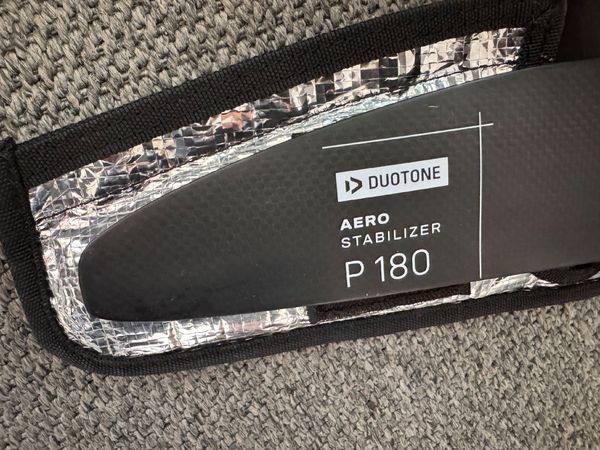 DUOTONE
AERO
STABILIZER
P 180